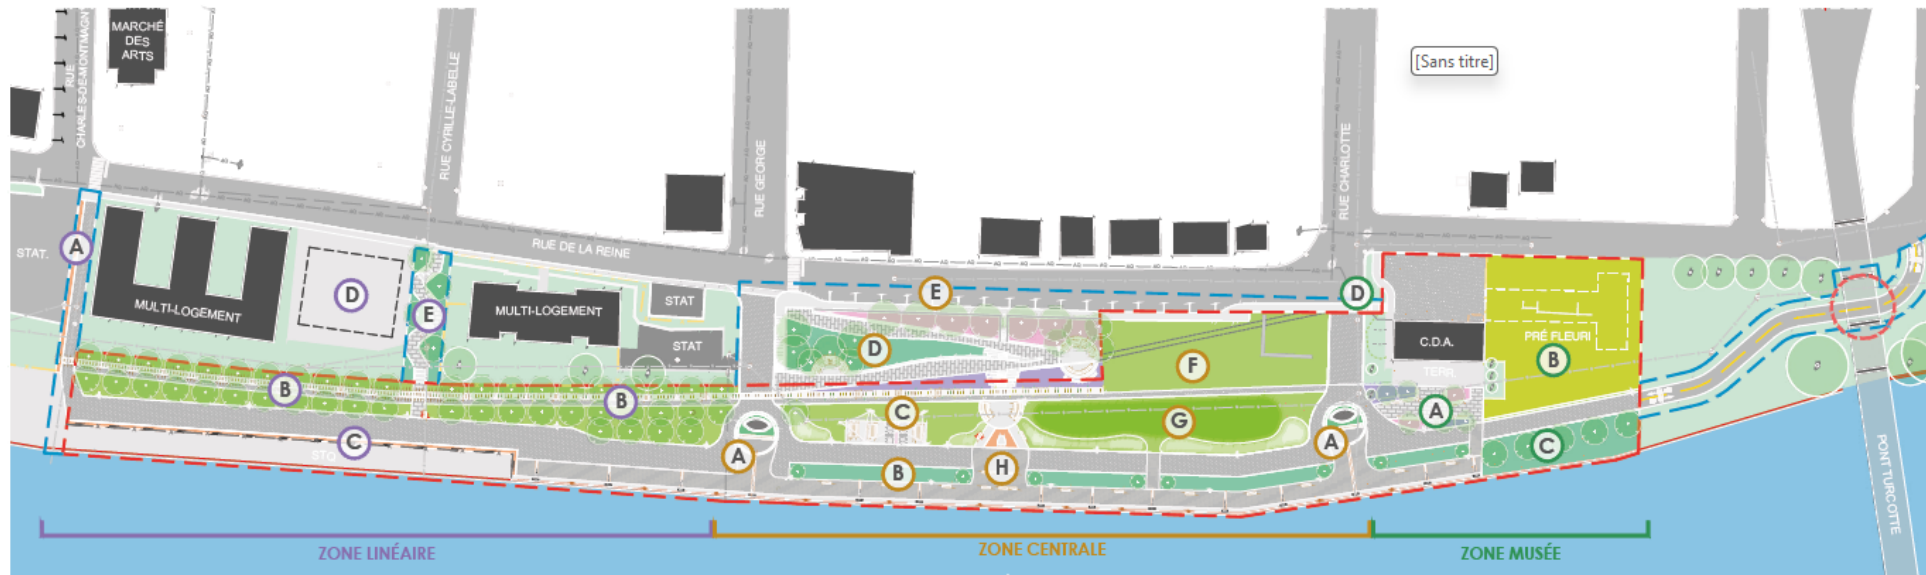 MARCHÉ
DES
ARTS
RUE
CHARLES-DE-MONTMAGNY
RUE CYRILLE-LABELLE
RUE GEORGE
RUE CHARLOTTE
[Sans titre]
RUE DE LA REINE
STAT.
A
MULTI-LOGEMENT
D
E
MULTI-LOGEMENT
STAT
STAT
E
D
D
F
C.D.A.
TERR.
PRÉ FLEURI
B
B
B
C
G
A
C
STQ
A
B
H
A
C
PONT TURCOTTE
ZONE LINÉAIRE
ZONE CENTRALE
ZONE MUSÉE